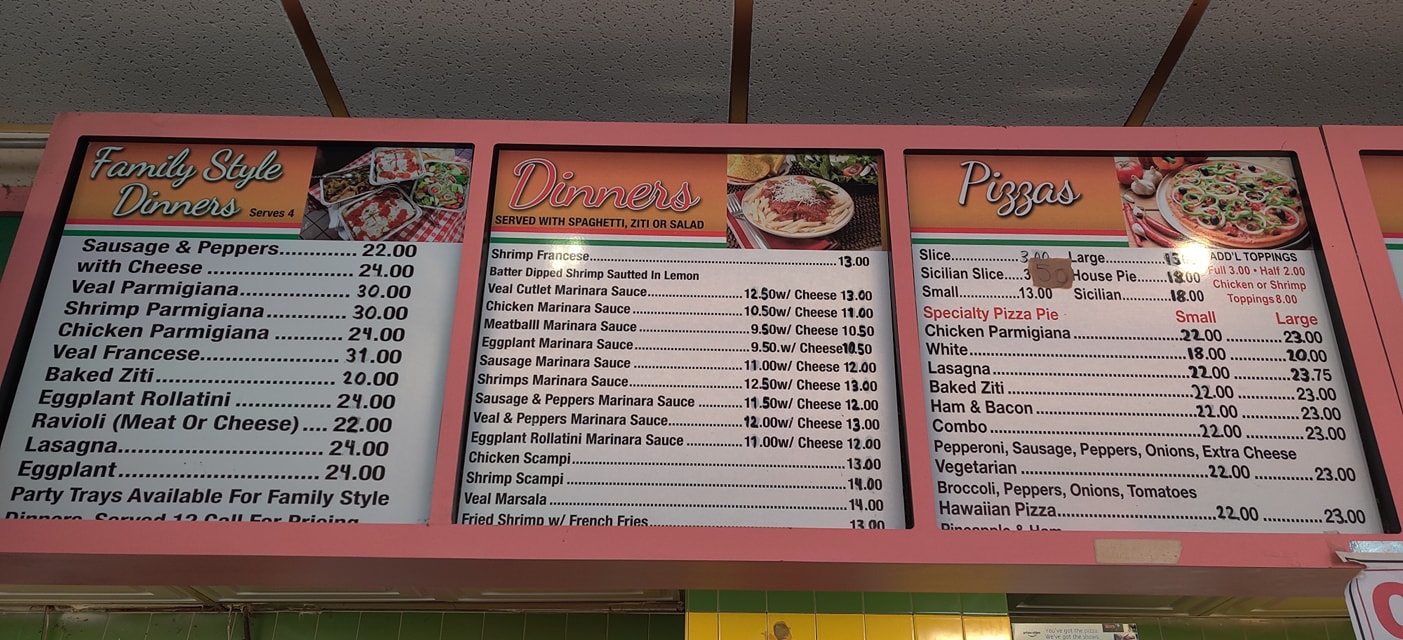 Family Style
Dinners Serves 4
Sausage & Peppers............ 22.00
with Cheese ..................... 24.00
Veal Parmigiana ................ 30.00
Shrimp Parmigiana ............ 30.00
Chicken Parmigiana ........... 24.00
Veal Francese.................... 31.00
Baked Ziti......................... 20.00
Eggplant Rollatini .............. 24.00
Ravioli (Meat Or Cheese).... 22.00
Lasagna........................... 24.00
Eggplant........................... 24.00
Party Trays Available For Family Style
Dinners Served 12 Call For Pricing
Dinners
SERVED WITH SPAGHETTI, ZITI OR SALAD
Shrimp Francese............ 13.00
Batter Dipped Shrimp Sautted In Lemon
Veal Cutlet Marinara Sauce............ 12.50w/ Cheese 13.00
Chicken Marinara Sauce ............ 10.50w/ Cheese 11.00
Meatballl Marinara Sauce ............ 9.50w/ Cheese 10.50
Eggplant Marinara Sauce............ 9.50.w/ Cheese10.50
Sausage Marinara Sauce ............ 11.00w/ Cheese 12.00
Shrimps Marinara Sauce............ 12.50w/ Cheese 13.00
Sausage & Peppers Marinara Sauce ............ 11.50w/ Cheese 12.00
Veal & Peppers Marinara Sauce............ 12.00w/ Cheese 13.00
Eggplant Rollatini Marinara Sauce ............ 11.00w/ Cheese 12.00
Chicken Scampi............ 13.00
Shrimp Scampi ............ 14.00
Veal Marsala ............ 14.00
Fried Shrimp w/ French Fries............ 13.00
Pizzas
Slice............ 3.00 Large............ 15.
Sicilian Slice.... 3 50 House Pie...... 18.00
Small............ 13.00 Sicilian............ 18.00
ADD'L TOPPINGS
Full 3.00 • Half 2.00
Chicken or Shrimp
Toppings 8.00
Specialty Pizza Pie Small Large
Chicken Parmigiana............ 22.00 ............ 23.00
White............ 18.00 ............ 20.00
Lasagna ............ 22.00 ............ 23.75
Baked Ziti ............ 22.00 ............ 23.00
Ham & Bacon ............ 22.00 ............ 23.00
Combo............ 22.00 ............ 23.00
Pepperoni, Sausage, Peppers, Onions, Extra Cheese
Vegetarian ............ 22.00 ............ 23.00
Broccoli, Peppers, Onions, Tomatoes
Hawaiian Pizza............ 22.00 ............ 23.00
Pineapple & Ham